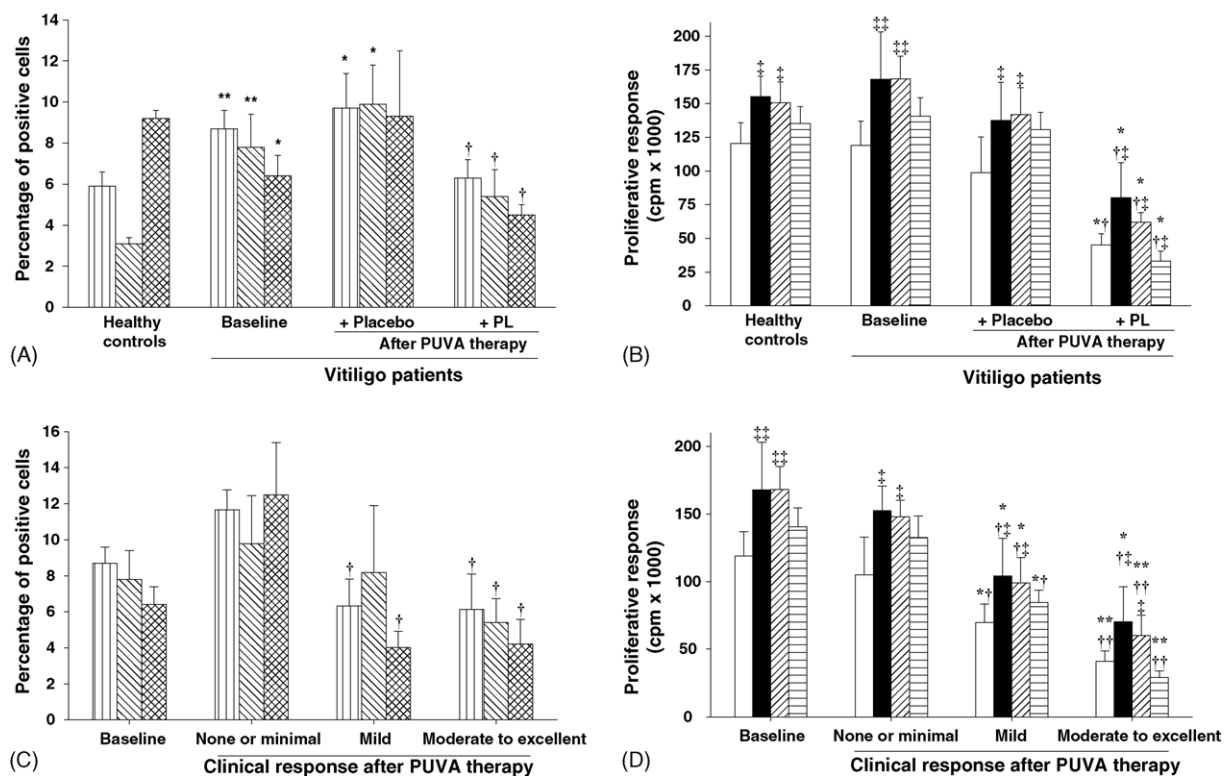 Percentage of positive cells
14
12
10
8
6
4
2
0
*
*
**
**
*
†
†
†
Healthy controls
Baseline
+ Placebo
+ PL
After PUVA therapy
Vitiligo patients
(A)
Proliferative response
(cpm x 1000)
200
175
150
125
100
75
50
25
0
‡
‡
‡‡
‡‡
‡
‡
*†
*
†‡
*
†‡
*
†‡
Healthy controls
Baseline
+ Placebo
+ PL
After PUVA therapy
Vitiligo patients
(B)
Percentage of positive cells
16
14
12
10
8
6
4
2
0
†
†
†
†
†
Baseline
None or minimal
Mild
Moderate to excellent
Clinical response after PUVA therapy
(C)
Proliferative response
(cpm x 1000)
200
150
100
50
0
‡‡
‡‡
‡
‡
*†
*
†‡
*
†‡
*†
**
††
*
†‡
**
††
‡
**
††
Baseline
None or minimal
Mild
Moderate to excellent
Clinical response after PUVA therapy
(D)